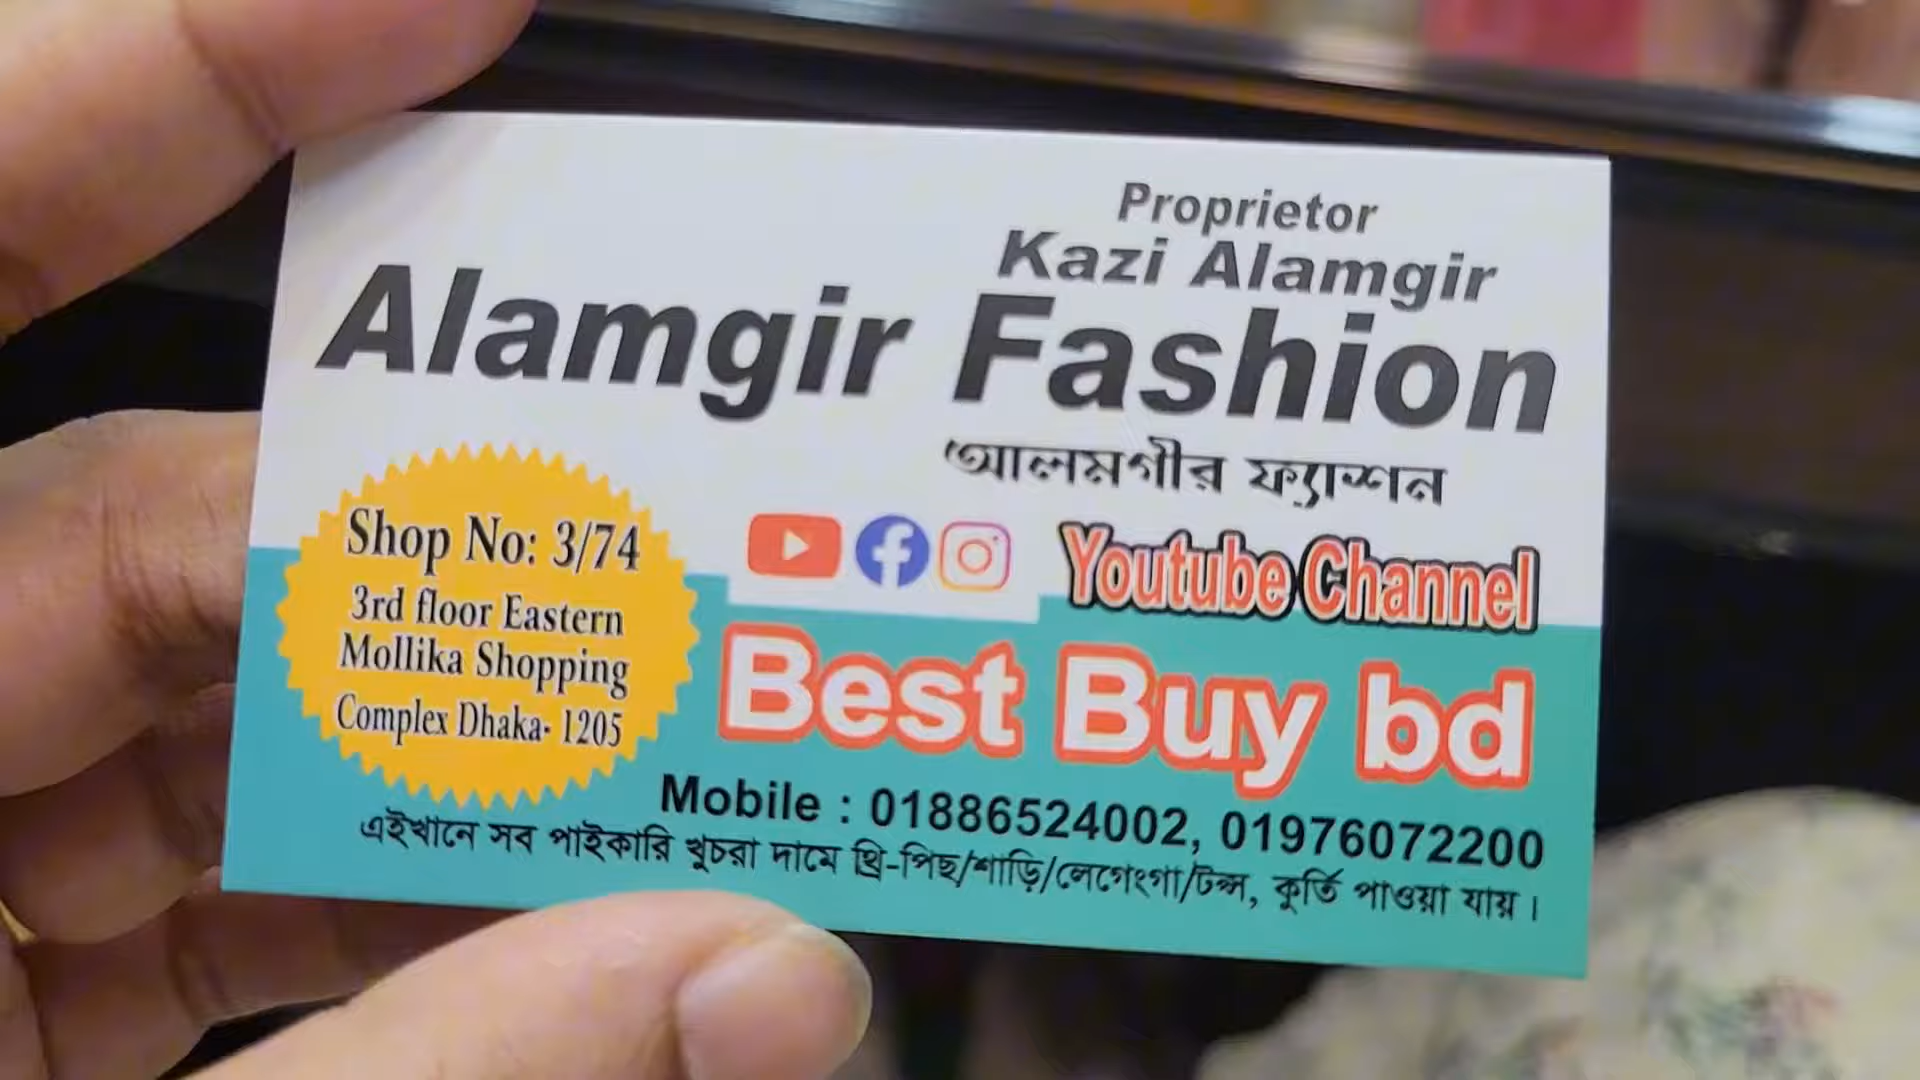 Proprietor
Kazi Alamgir
Alamgir Fashion
আলমগীর ফ্যাশন
Shop No: 3/74
3rd floor Eastern
Mollika Shopping
Complex Dhaka- 1205
Youtube Channel
Best Buy bd
Mobile : 01886524002, 01976072200
এইখানে সব পাইকারি খুচরা দামে থ্রি-পিছ/শাড়ি/লেগেংগা/টপ্স, কুর্তি পাওয়া যায়।